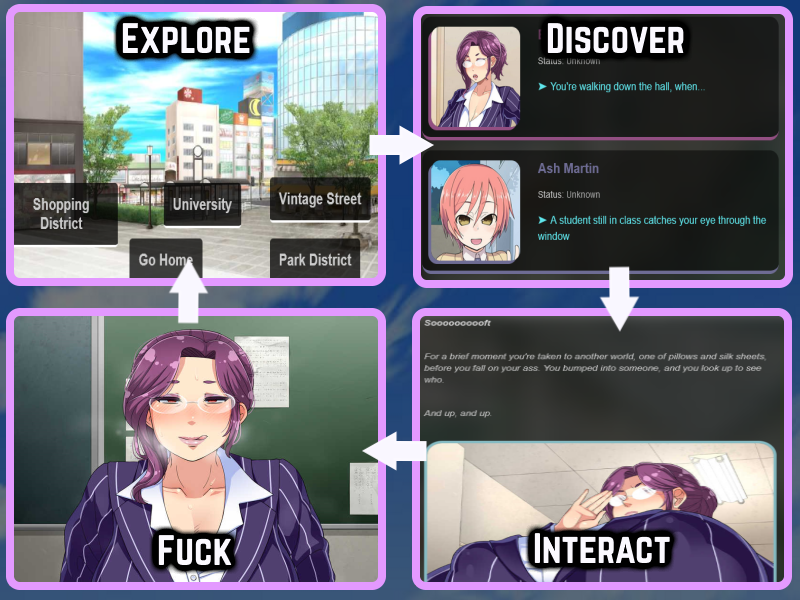 Explore
Shopping
District
University
Vintage Street
Go Home
Park District
Discover
Status: Unknown
➤ You're walking down the hall, when...
Ash Martin
Status: Unknown
➤ A student still in class catches your eye through the
window
Fuck
Soooooooooft
For a brief moment you're taken to another world, one of pillows and silk sheets,
before you fall on your ass. You bumped into someone, and you look up to see
who.
And up, and up.
Interact